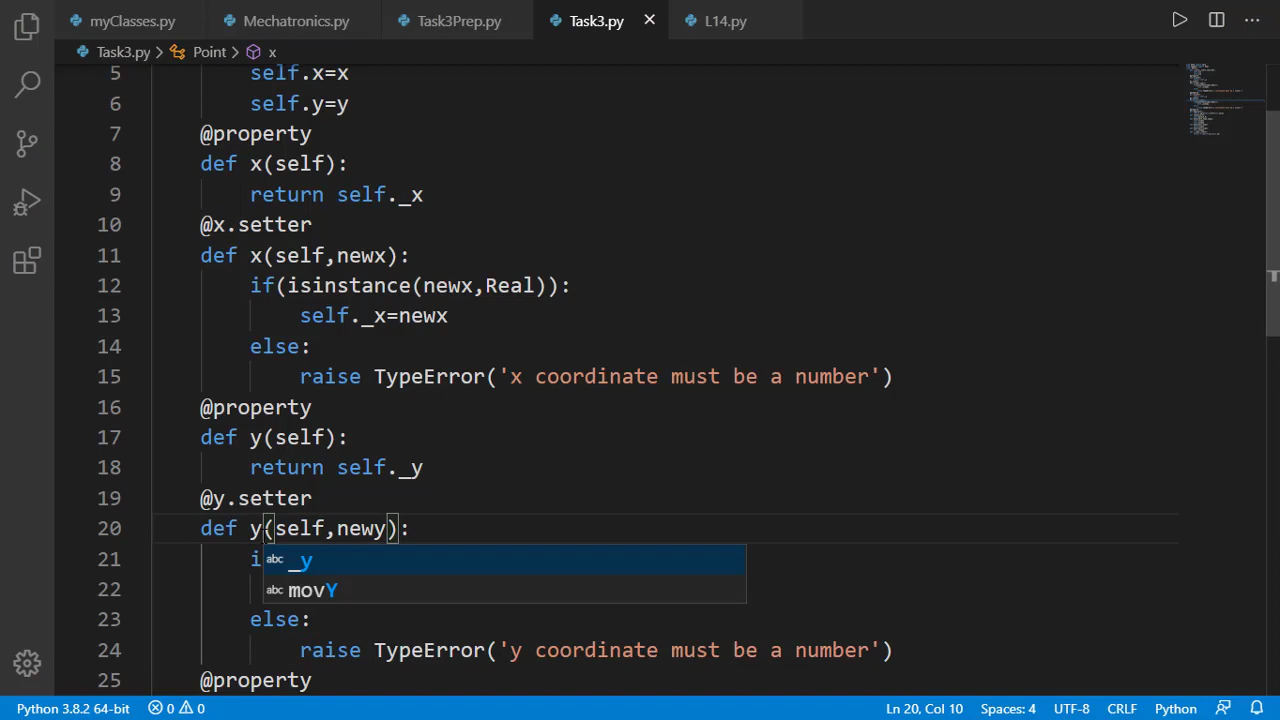 myClasses.py Mechatronics.py Task3Prep.py Task3.py L14.py
Task3.py Point x
5 self.x=x
6 self.y=y
7 @property
8 def x(self):
9 return self._x
10 @x.setter
11 def x(self,newx):
12 if(isinstance(newx,Real)):
13 self._x=newx
14 else:
15 raise TypeError('x coordinate must be a number')
16 @property
17 def y(self):
18 return self._y
19 @y.setter
20 def y(self,newy):
21 i abc _y
22 abc movY
23 else:
24 raise TypeError('y coordinate must be a number')
25 @property
Python 3.8.2 64-bit 0 0 Ln 20, Col 10 Spaces: 4 UTF-8 CRLF Python